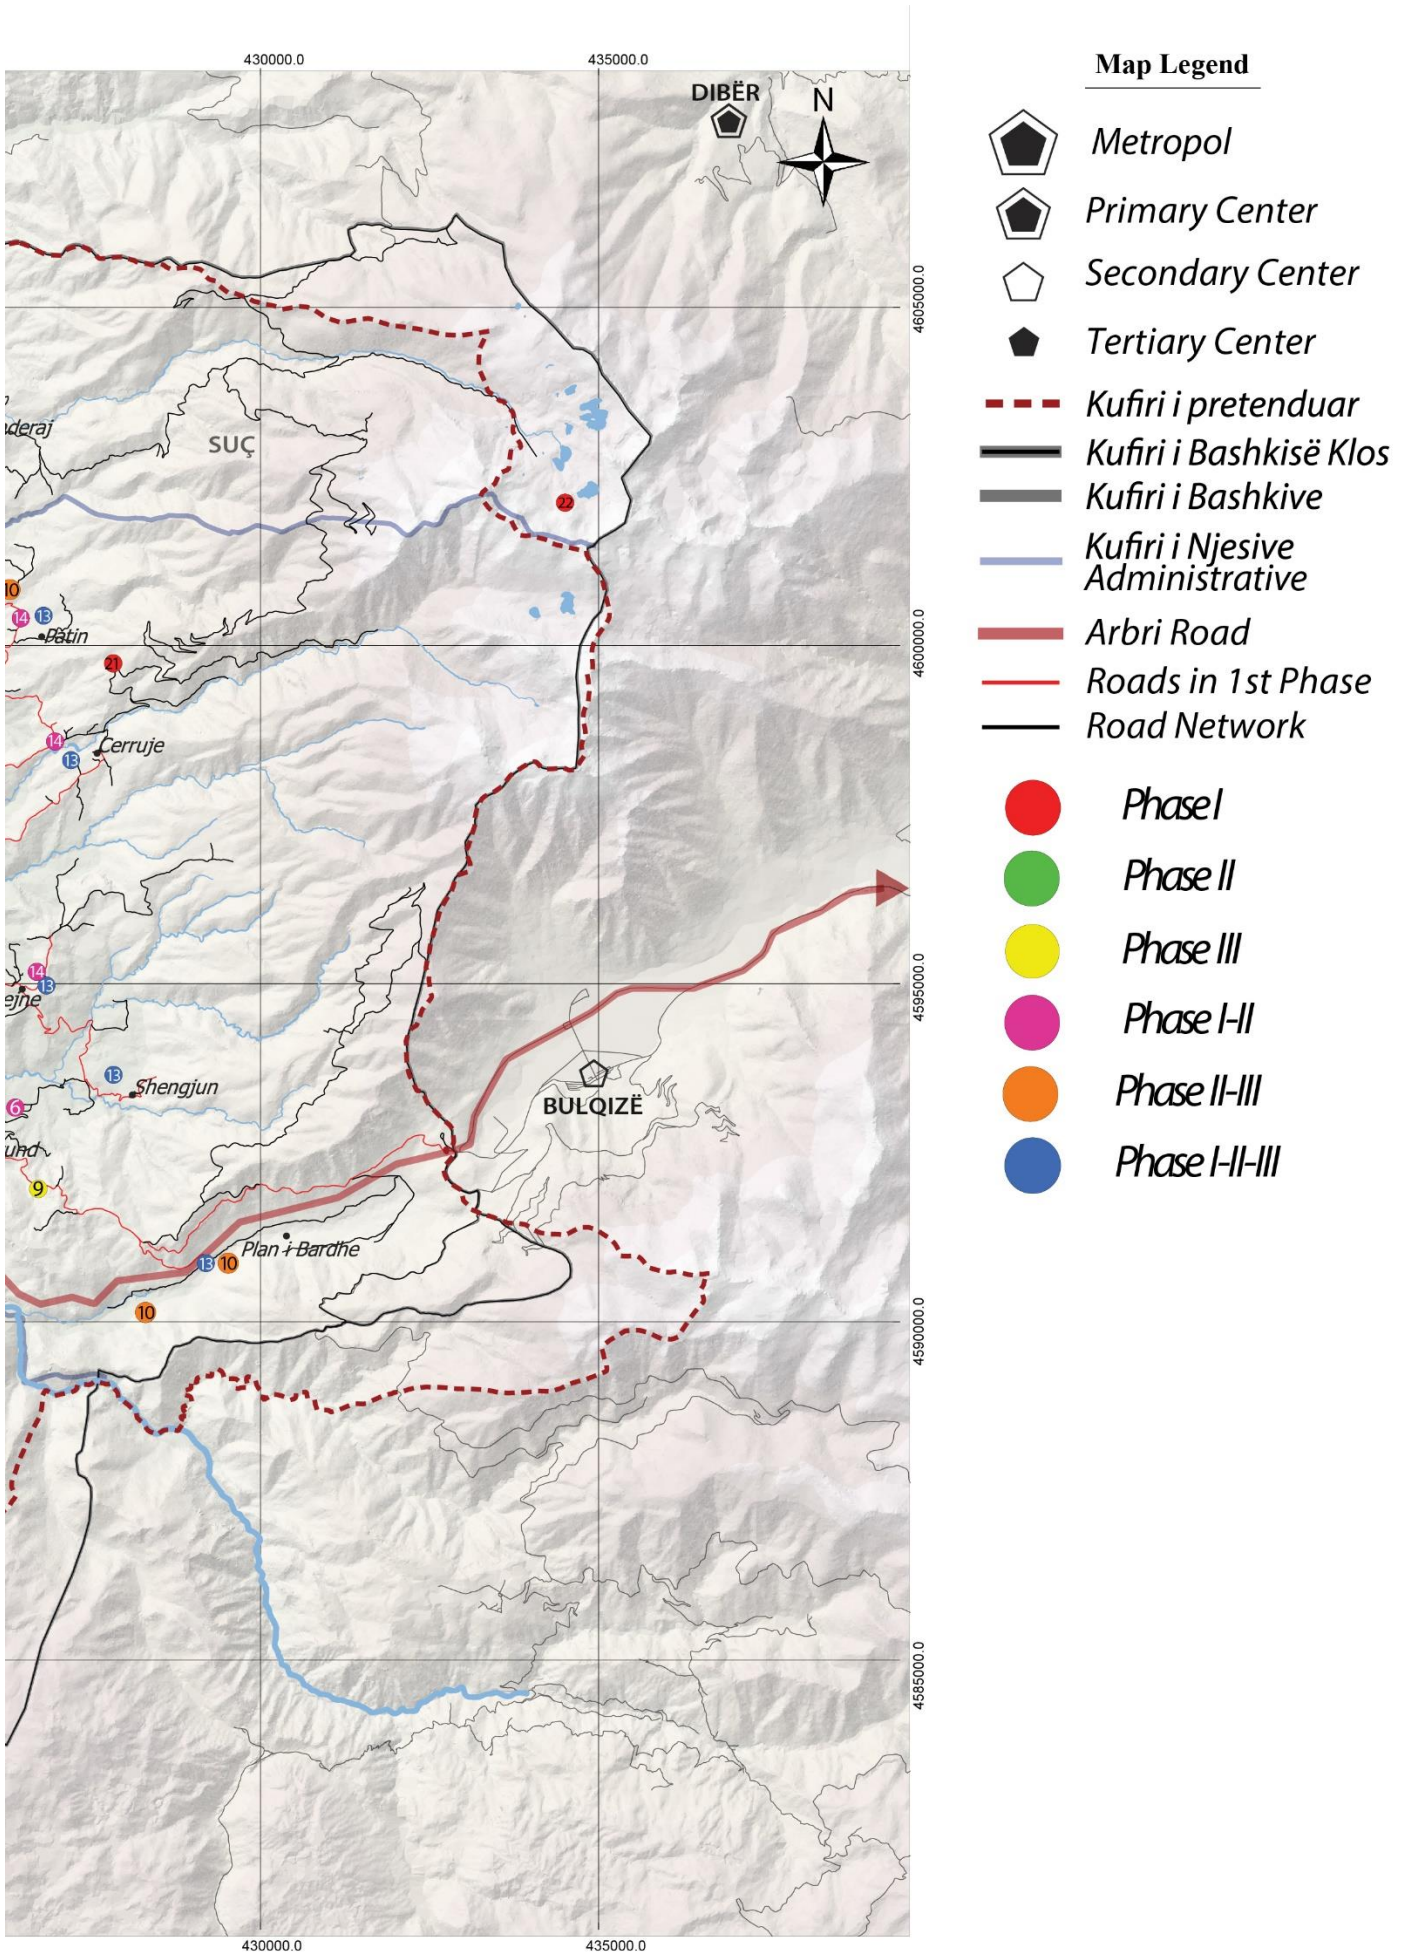 430000.0
435000.0
Map Legend
DIBËR
N
Metropol
Primary Center
Secondary Center
4605000.0
Tertiary Center
Kufiri i pretenduar
deraj
SUÇ
Kufiri i Bashkisë Klos
Kufiri i Bashkive
22
Kufiri i Njesive
Administrative
10
14
13
Patin
4600000.0
Arbri Road
21
Roads in 1st Phase
Road Network
14
Cerruje
13
Phase I
Phase II
Phase III
14
13
ejne
4595000.0
Phase I-II
13
Shengjun
Phase II-III
6
BULQIZË
und
Phase I-II-III
9
Plan i Bardhe
13
10
10
4590000.0
4585000.0
430000.0
435000.0